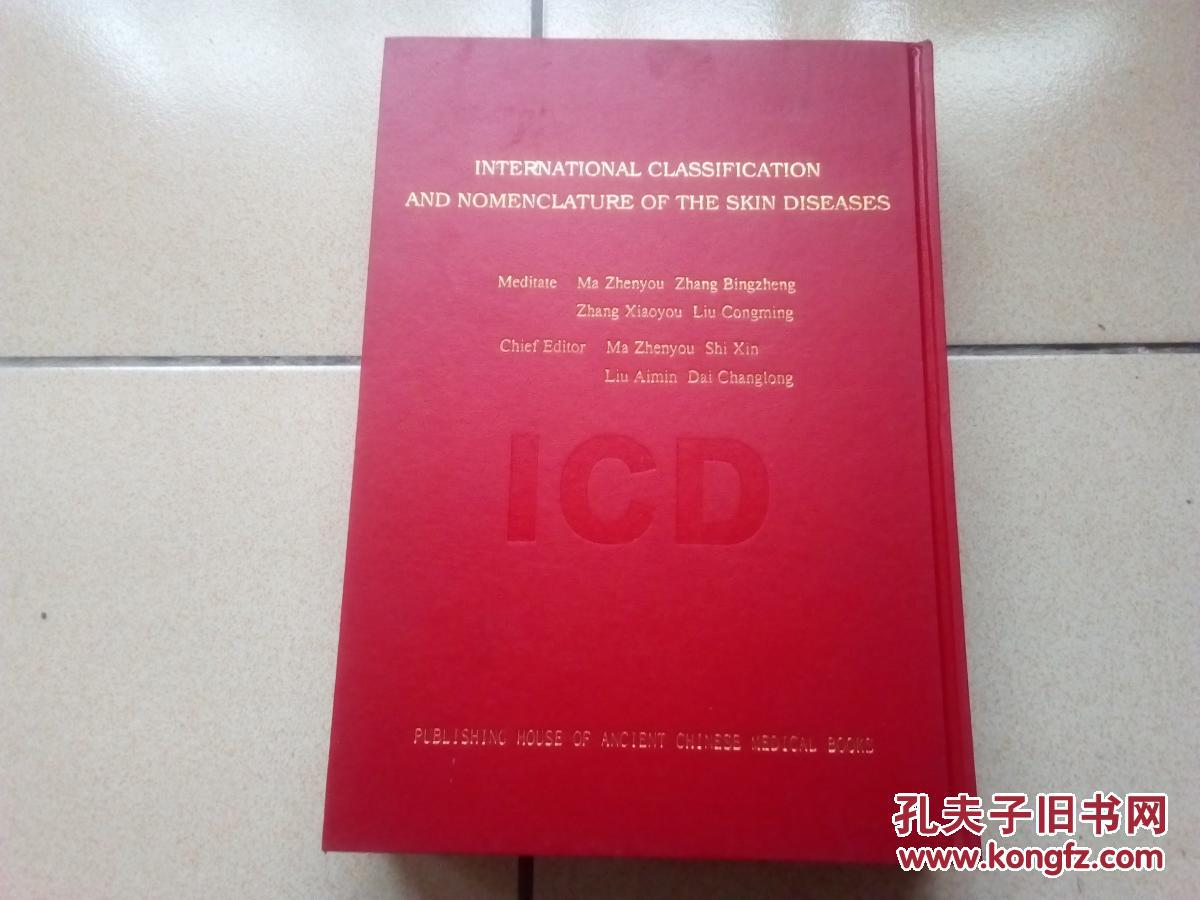 INTERNATIONAL CLASSIFICATION
AND NOMENCLATURE OF THE SKIN DISEASES
Meditate Ma Zhenyou Zhang Bingzheng
Zhang Xiaoyou Liu Congming
Chief Editor Ma Zhenyou Shi Xin
Liu Aimin Dai Changlong
ICD
PUBLISHING HOUSE OF ANCIENT CHINESE MEDICAL BOOKS
孔夫子旧书网
www.kongfz.com